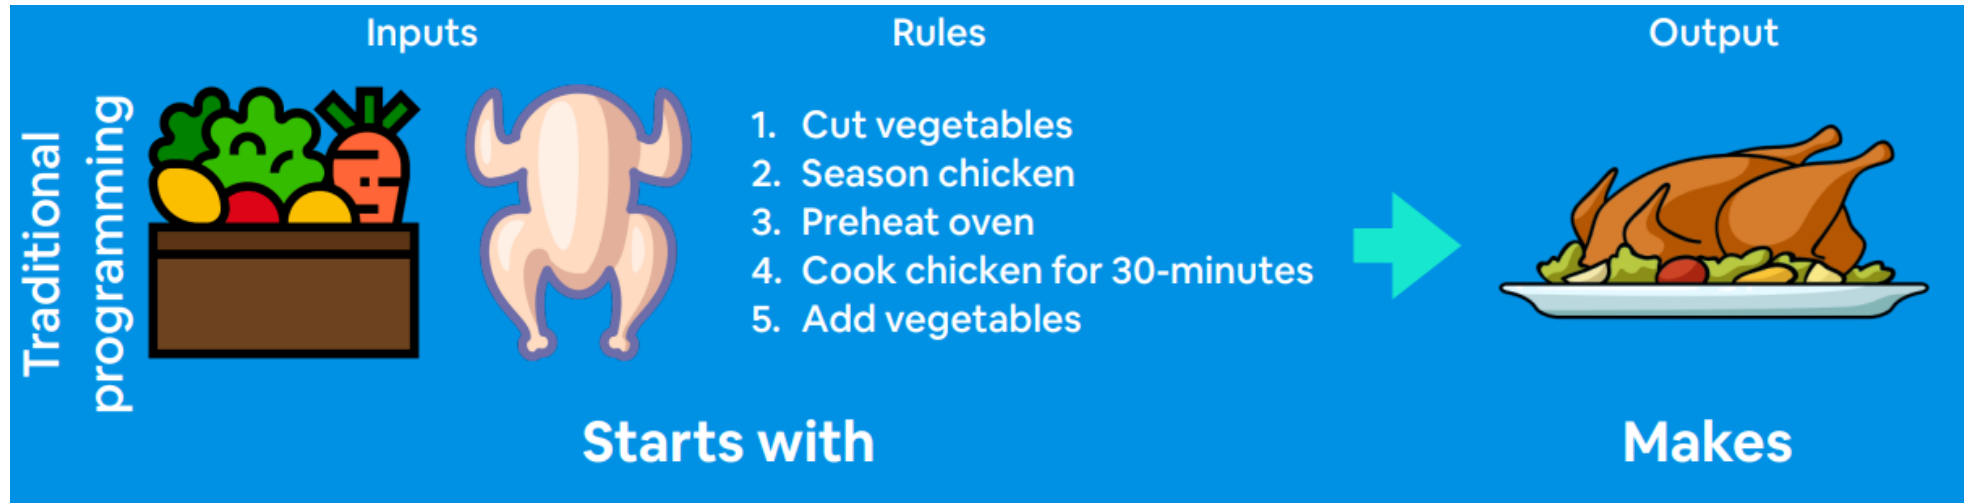 Inputs
Rules
Output
Traditional
programming
1. Cut vegetables
2. Season chicken
3. Preheat oven
4. Cook chicken for 30-minutes
5. Add vegetables
Starts with
Makes